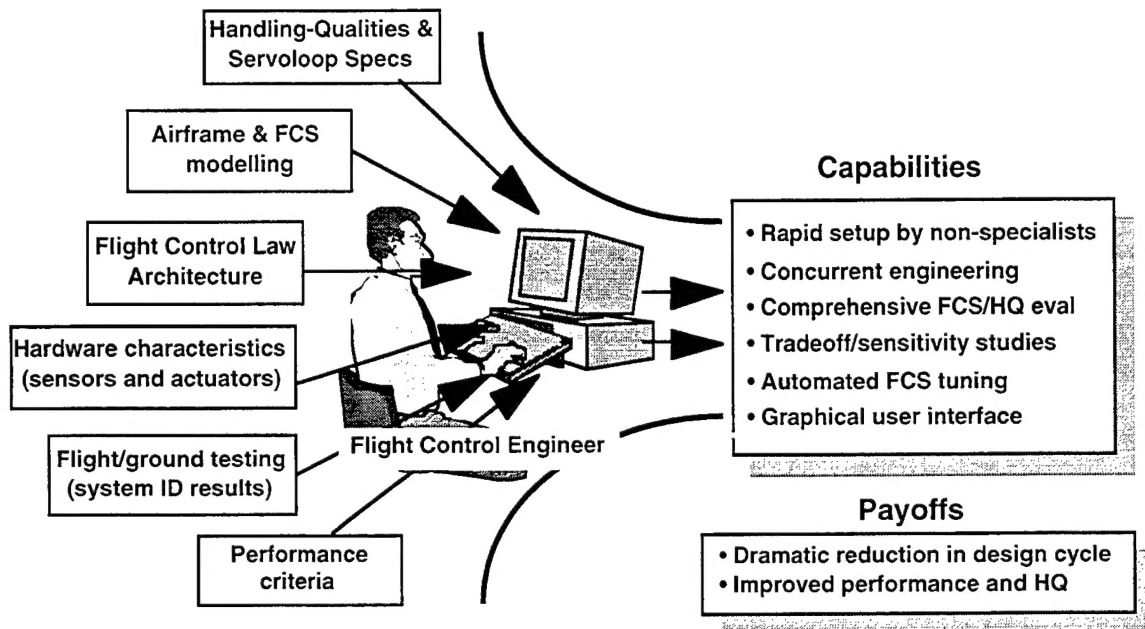 Handling-Qualities &
Servoloop Specs
Airframe & FCS
modelling
Flight Control Law
Architecture
Hardware characteristics
(sensors and actuators)
Flight/ground testing
(system ID results)
Performance
criteria
Flight Control Engineer
Capabilities
• Rapid setup by non-specialists
• Concurrent engineering
• Comprehensive FCS/HQ eval
• Tradeoff/sensitivity studies
• Automated FCS tuning
• Graphical user interface
Payoffs
• Dramatic reduction in design cycle
• Improved performance and HQ